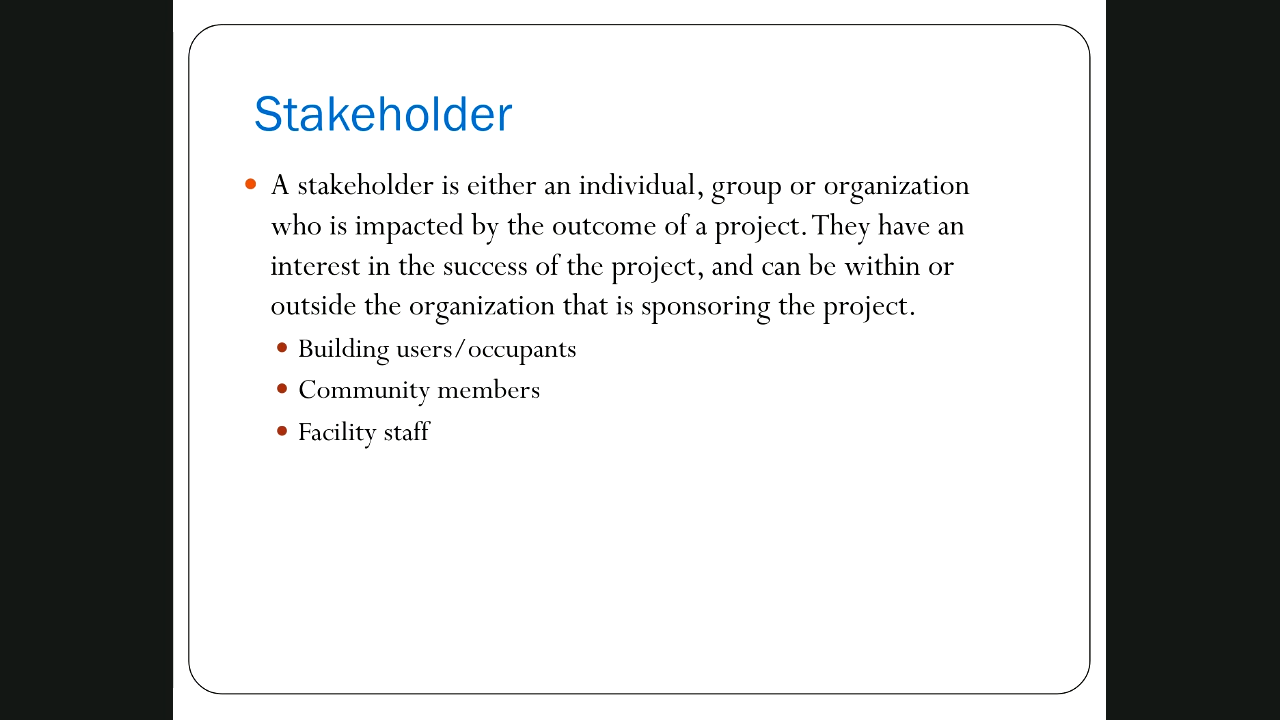 Stakeholder
A stakeholder is either an individual, group or organization
who is impacted by the outcome of a project. They have an
interest in the success of the project, and can be within or
outside the organization that is sponsoring the project.
Building users/occupants
Community members
Facility staff